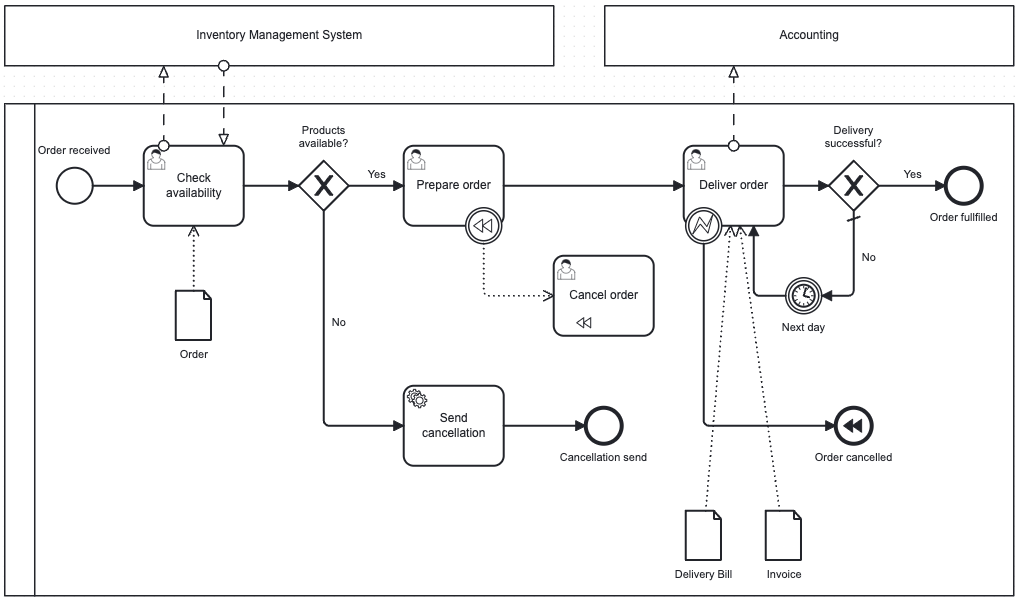 Inventory Management System
Accounting
Order received
Check
availability
Products
available?
Yes
Prepare order
Deliver order
Delivery
successful?
Yes
Order fullfilled
No
Next day
Cancel order
Order
No
Send
cancellation
Cancellation send
Order cancelled
Delivery Bill
Invoice